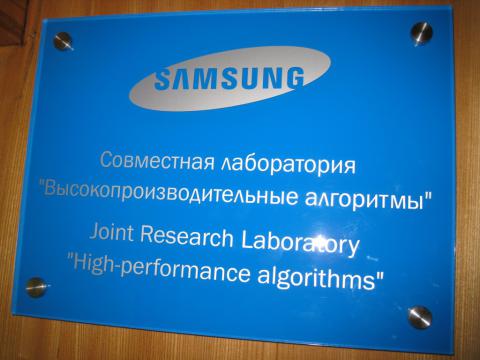 SAMSUNG
Совместная лаборатория
"Высокопроизводительные алгоритмы"
Joint Research Laboratory
"High-performance algorithms"